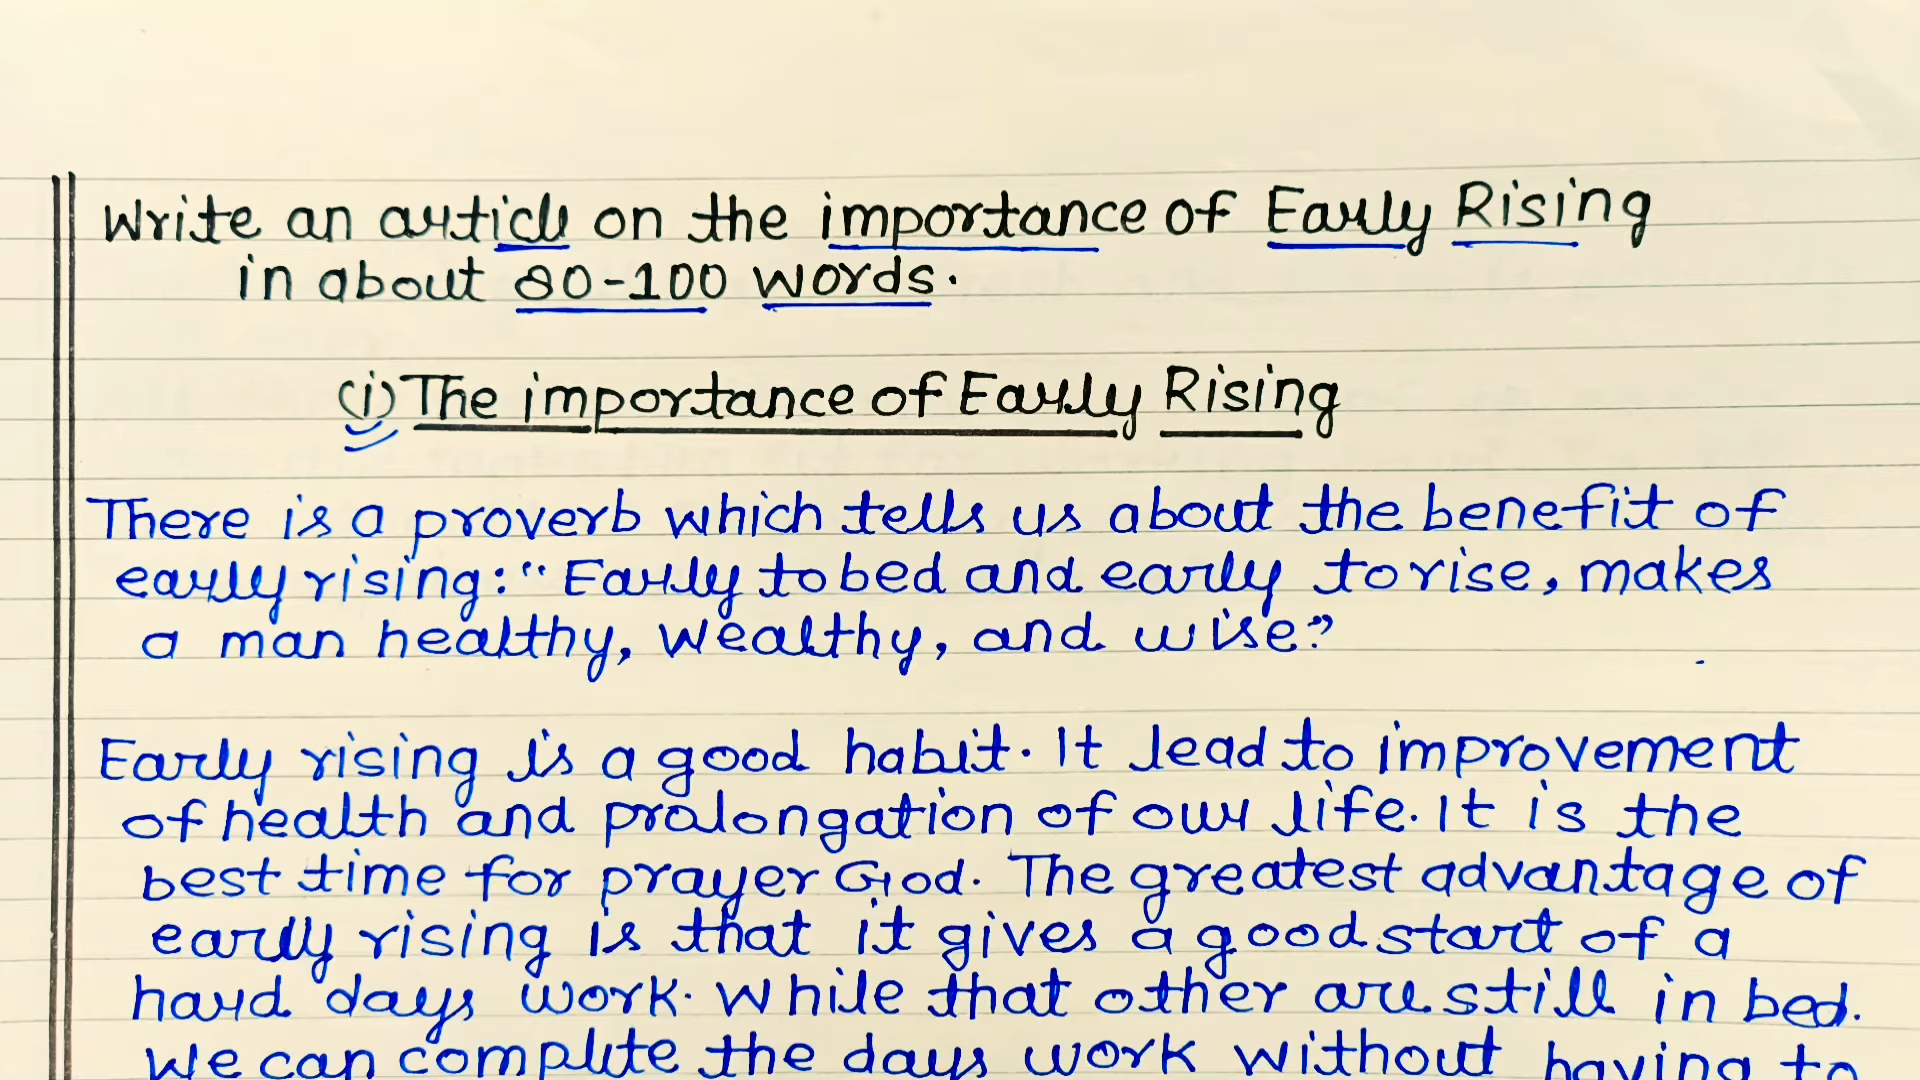 Write an article on the importance of Early Rising
in about 80-100 words.
(i) The importance of Early Rising
There is a proverb which tells us about the benefit of
early rising: "Early to bed and early to rise, makes
a man healthy, wealthy, and wise."
Early rising is a good habit. It lead to improvement
of health and prolongation of our life. It is the
best time for prayer God. The greatest advantage of
early rising is that it gives a good start of a
hard days work. While that other are still in bed.
We can complete the days work without having to